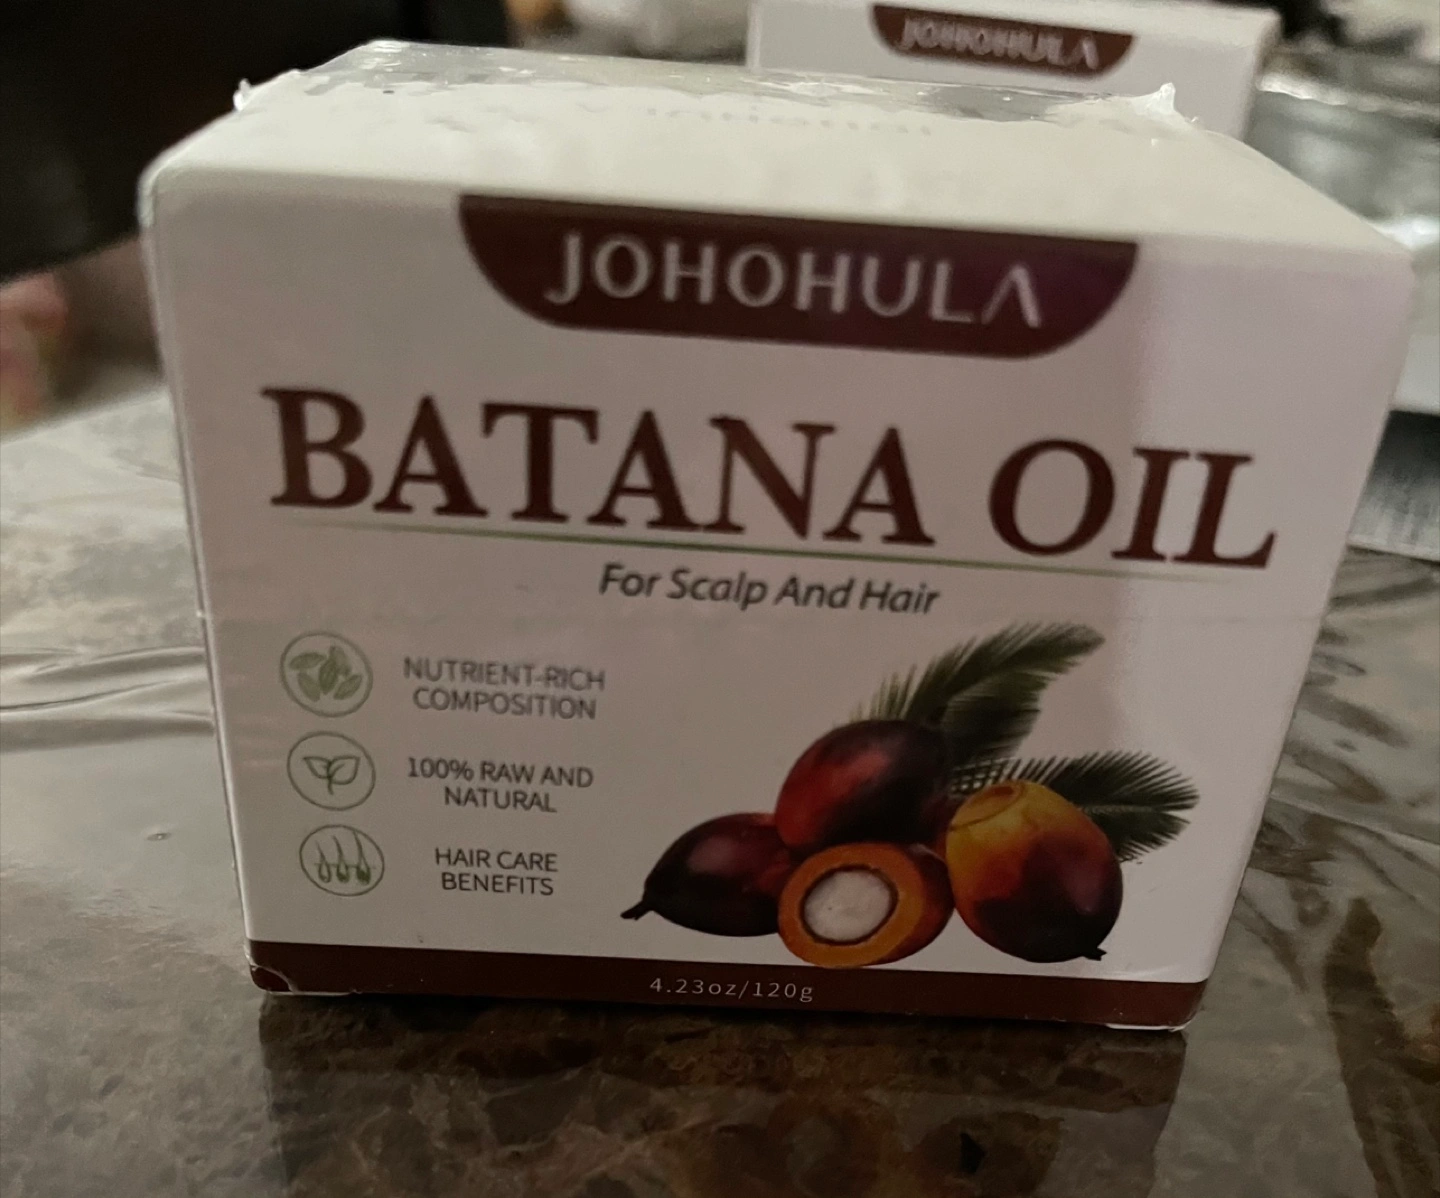 JOHOHULA
JOHOHULA
BATANA OIL
For Scalp And Hair
NUTRIENT-RICH
COMPOSITION
100% RAW AND
NATURAL
HAIR CARE
BENEFITS
4.23oz/120g